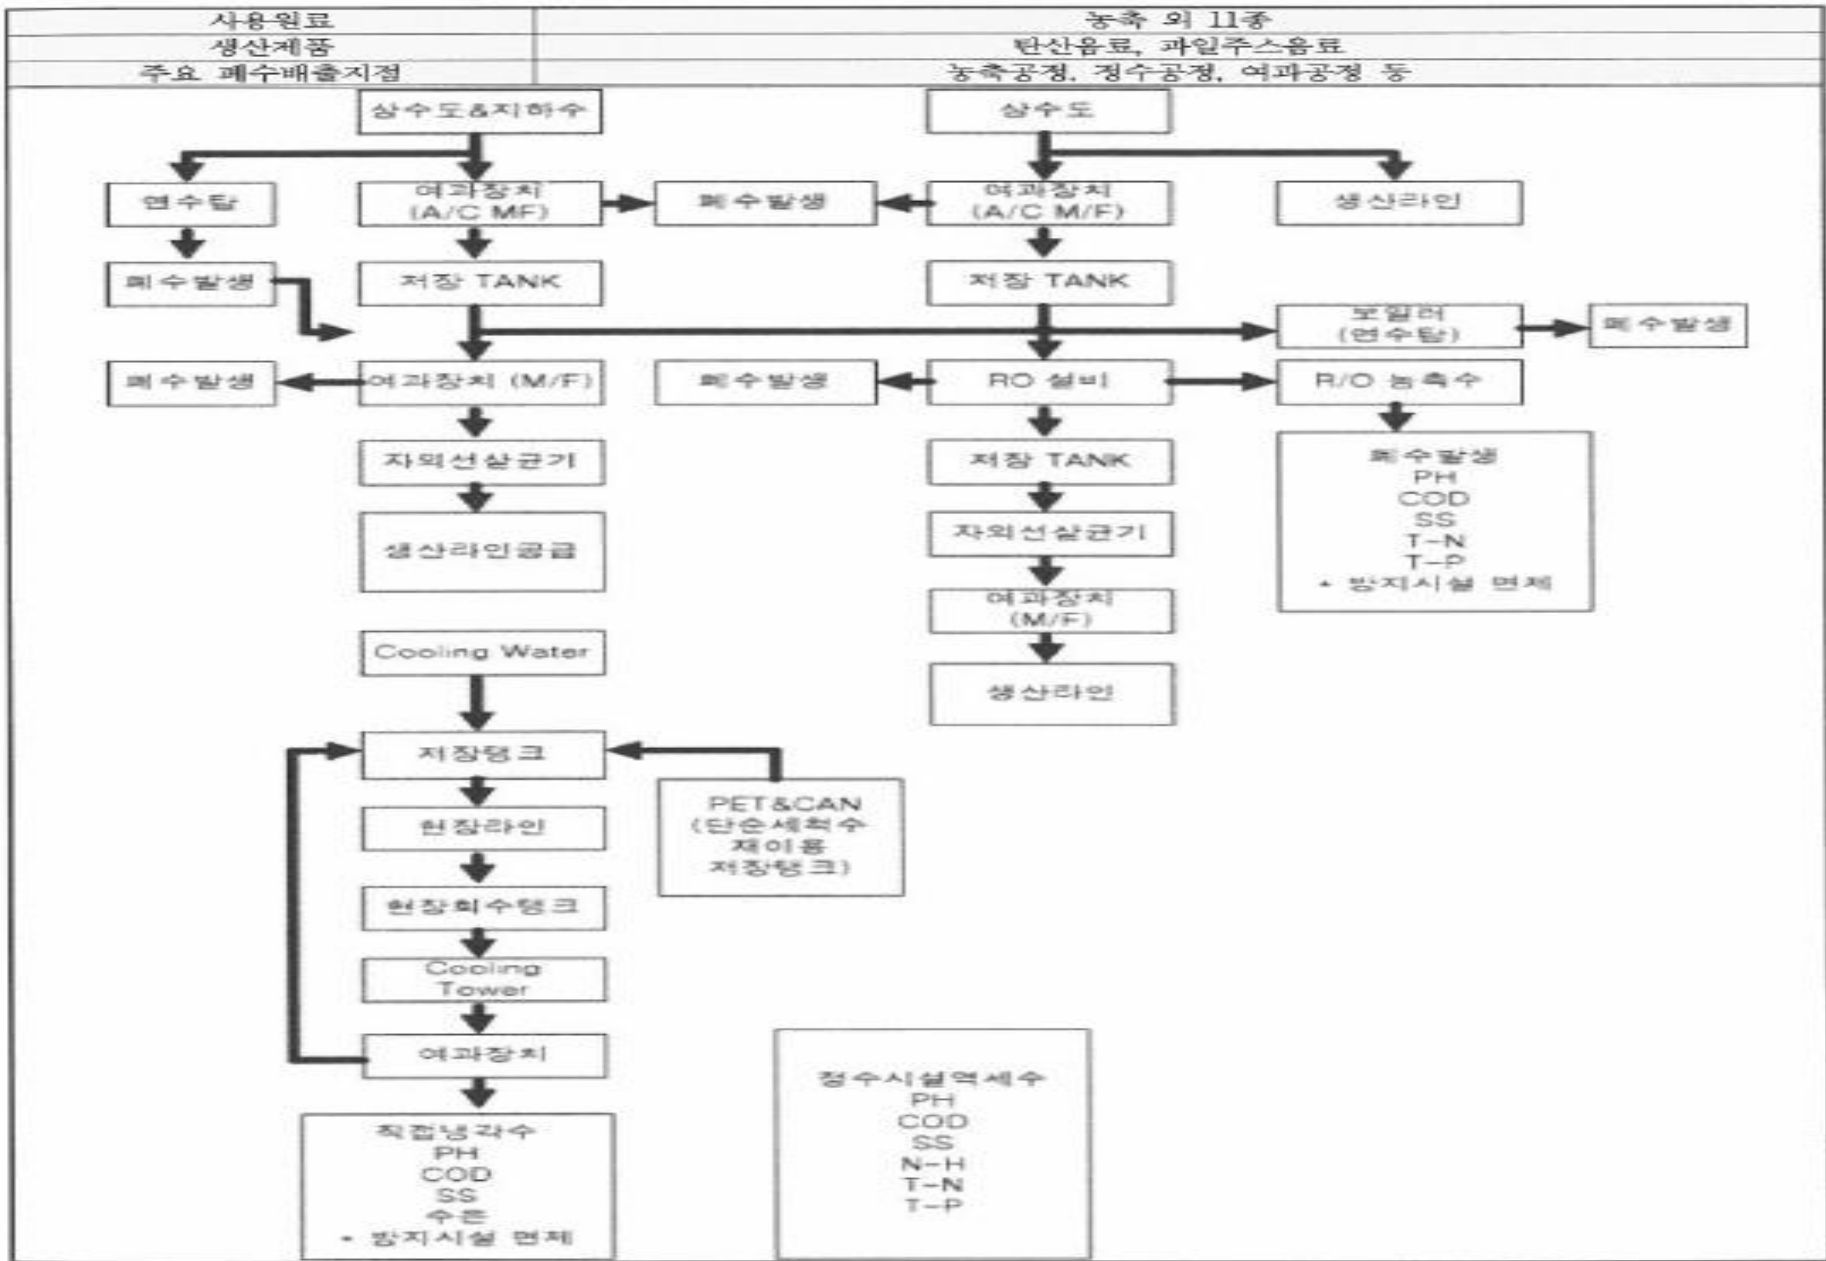 사용원료 농축 외 11종
생산제품 탄산음료, 과일주스음료
주요 폐수배출지점 농축공정, 정수공정, 여과공정 등
상수도&지하수 상수도
연수탑
여과장치
(A/C MF)
폐수발생
여과장치
(A/C M/F)
생산라인
폐수발생 저장 TANK 저장 TANK
보일러
(연수탑)
폐수발생
폐수발생 여과장치 (M/F) 폐수발생 RO 설비 R/O 농축수
자외선살균기 저장 TANK
폐수발생
PH
COD
SS
T-N
T-P
* 방지시설 면제
생산라인공급
자외선살균기
여과장치
(M/F)
생산라인
Cooling Water
저장탱크
PET&CAN
(단순세척수
재이용
저장탱크)
현장라인
현장회수탱크
Cooling
Tower
여과장치
직접냉각수
PH
COD
SS
수은
* 방지시설 면제
정수시설역세수
PH
COD
SS
N-H
T-N
T-P